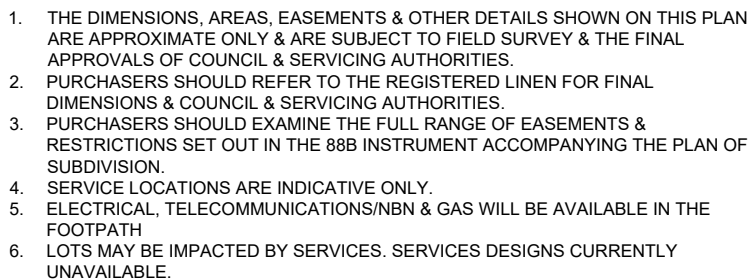 1. THE DIMENSIONS, AREAS, EASEMENTS & OTHER DETAILS SHOWN ON THIS PLAN
ARE APPROXIMATE ONLY & ARE SUBJECT TO FIELD SURVEY & THE FINAL
APPROVALS OF COUNCIL & SERVICING AUTHORITIES.
2. PURCHASERS SHOULD REFER TO THE REGISTERED LINEN FOR FINAL
DIMENSIONS & COUNCIL & SERVICING AUTHORITIES.
3. PURCHASERS SHOULD EXAMINE THE FULL RANGE OF EASEMENTS &
RESTRICTIONS SET OUT IN THE 88B INSTRUMENT ACCOMPANYING THE PLAN OF
SUBDIVISION.
4. SERVICE LOCATIONS ARE INDICATIVE ONLY.
5. ELECTRICAL, TELECOMMUNICATIONS/NBN & GAS WILL BE AVAILABLE IN THE
FOOTPATH
6. LOTS MAY BE IMPACTED BY SERVICES. SERVICES DESIGNS CURRENTLY
UNAVAILABLE.